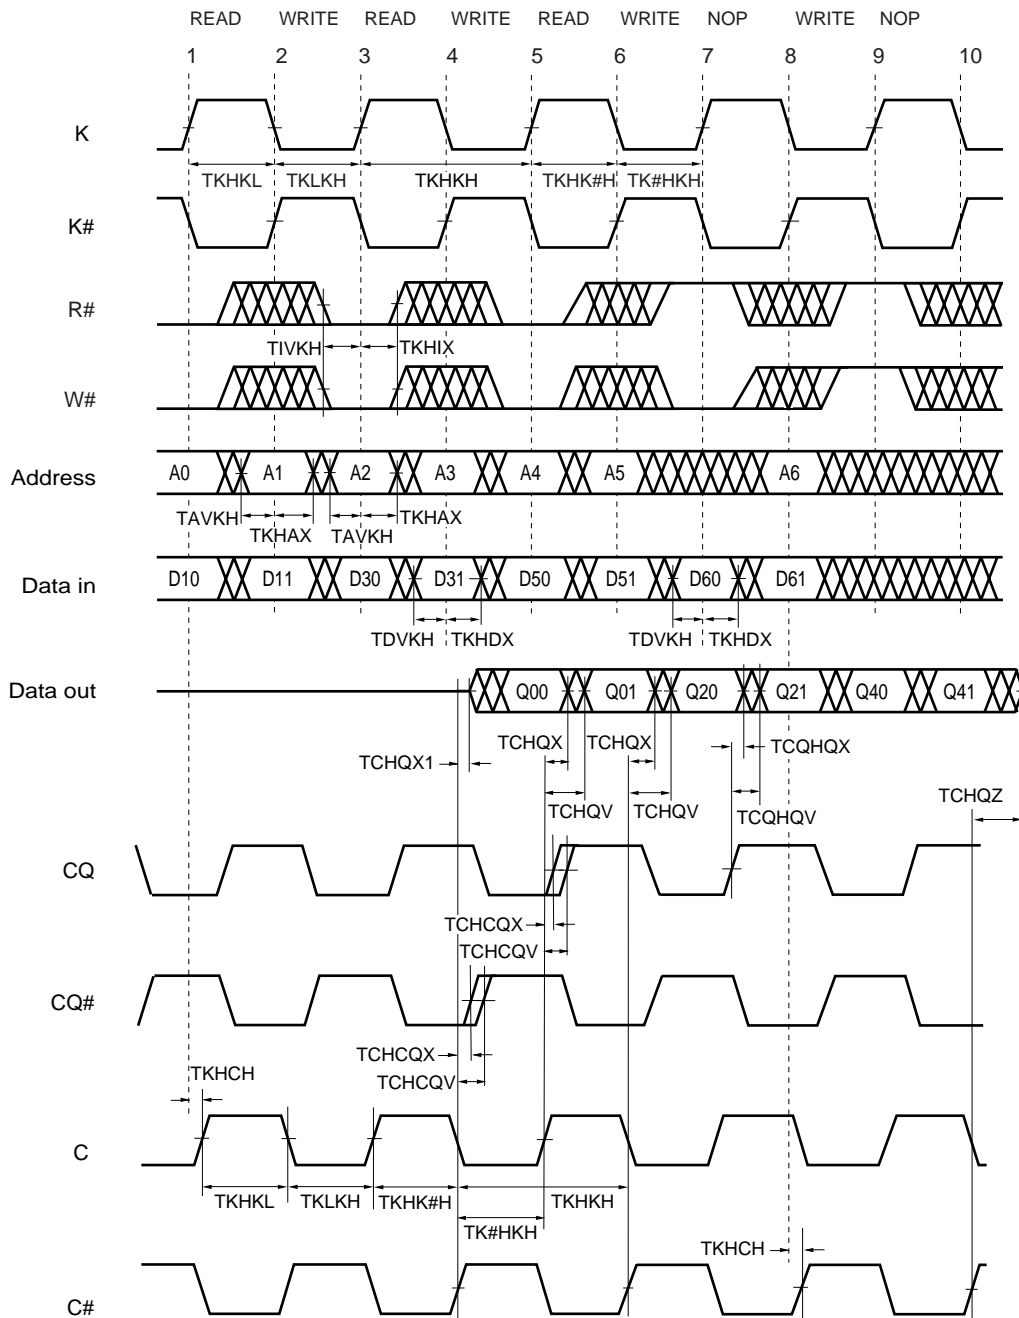 READ WRITE READ WRITE READ WRITE NOP WRITE NOP
1 2 3 4 5 6 7 8 9 10
K
TKHKL TKLKH TKHKH TKHK#H TK#HKH
K#
R#
TIVKH TKHIX
W#
Address A0 A1 A2 A3 A4 A5 A6
TAVKH TKHAX TAVKH TKHAX
Data in D10 D11 D30 D31 D50 D51 D60 D61
TDVKH TKHDX TDVKH TKHDX
Data out Q00 Q01 Q20 Q21 Q40 Q41
TCHQX1 TCHQX TCHQX TCQHQX
TCHQV TCHQV TCQHQV TCHQZ
CQ
TCHCQX
TCHCQV
CQ#
TCHCQX
TCHCQV
TKHCH
C
TKHKL TKLKH TKHK#H TKHKH
TK#HKH
TKHCH
C#